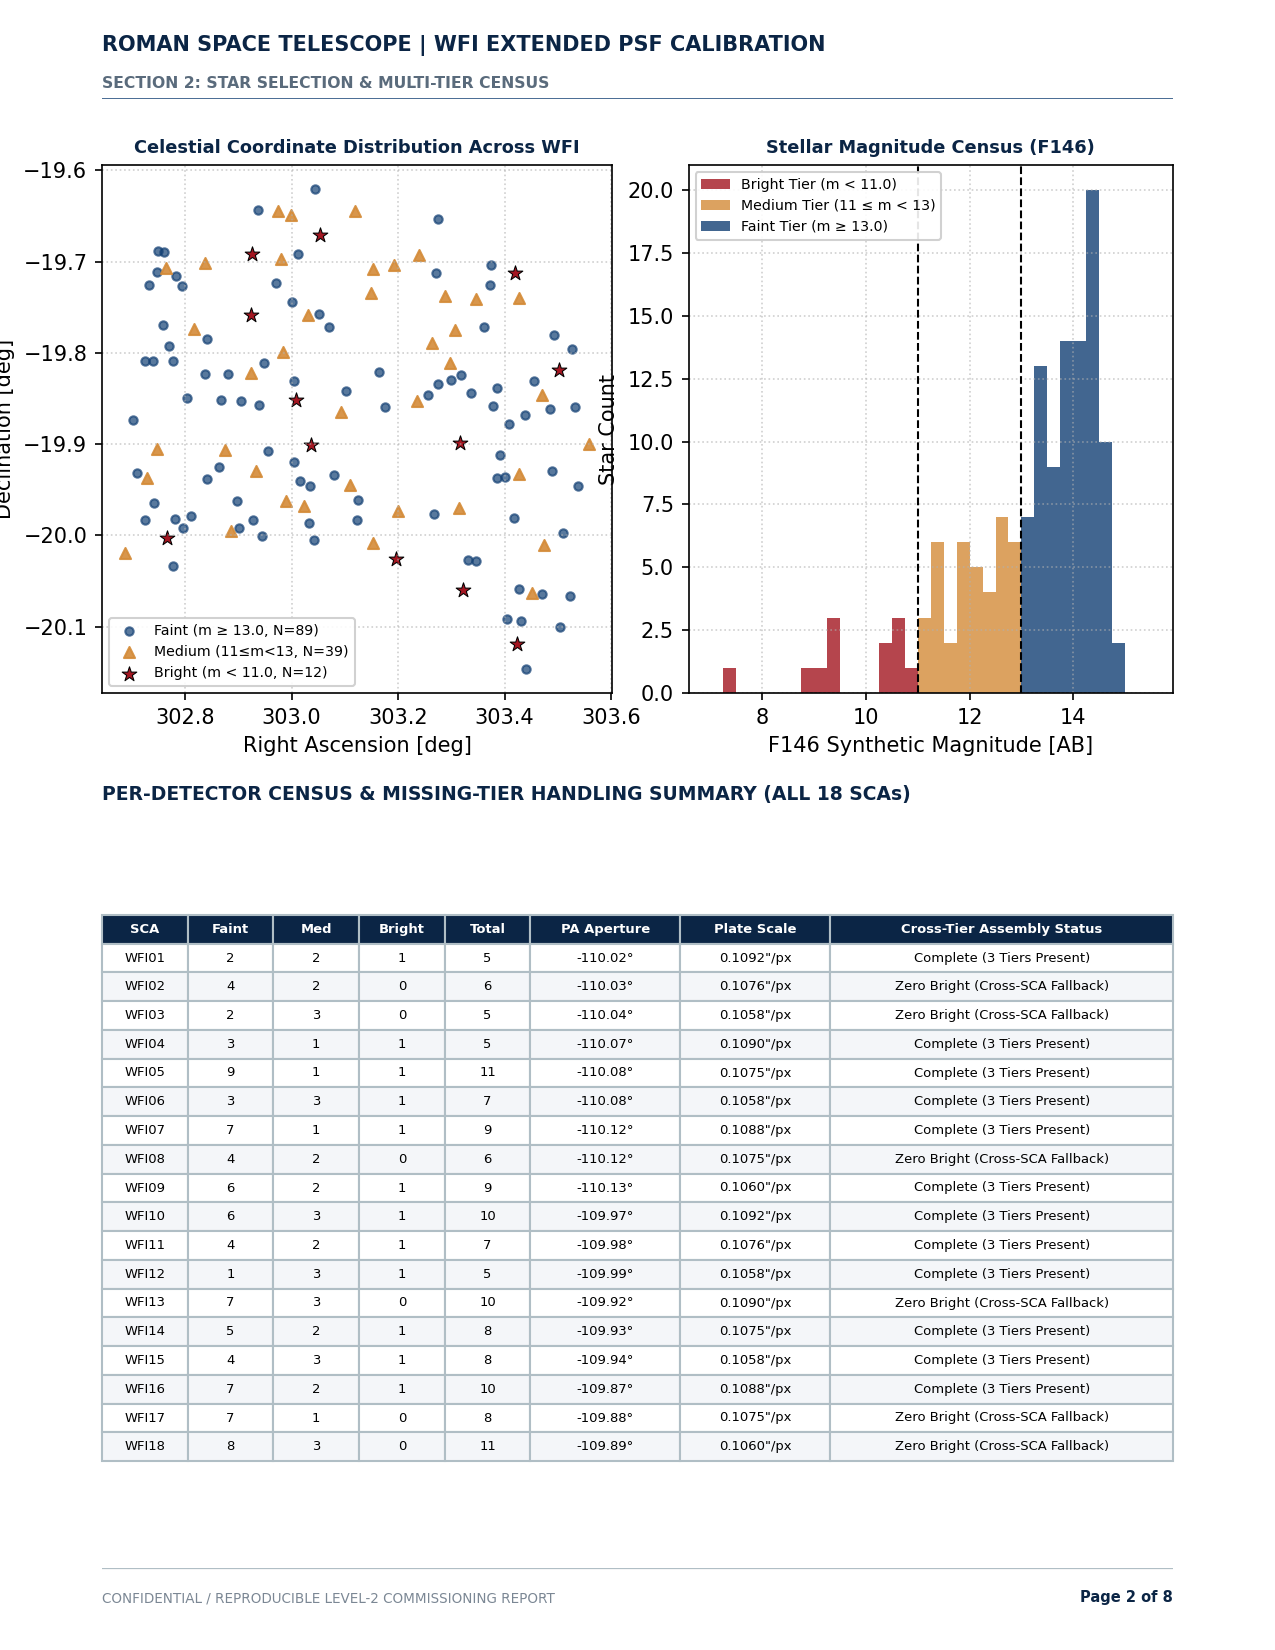 ROMAN SPACE TELESCOPE | WFI EXTENDED PSF CALIBRATION
SECTION 2: STAR SELECTION & MULTI-TIER CENSUS
Celestial Coordinate Distribution Across WFI
−19.6
−19.7
−19.8
−19.9
−20.0
−20.1
Declination [deg]
Faint (m ≥ 13.0, N=89)
Medium (11≤m<13, N=39)
Bright (m < 11.0, N=12)
302.8 303.0 303.2 303.4 303.6
Right Ascension [deg]
Stellar Magnitude Census (F146)
20.0
17.5
15.0
12.5
10.0
7.5
5.0
2.5
0.0
Star Count
Bright Tier (m < 11.0)
Medium Tier (11 ≤ m < 13)
Faint Tier (m ≥ 13.0)
8 10 12 14
F146 Synthetic Magnitude [AB]
PER-DETECTOR CENSUS & MISSING-TIER HANDLING SUMMARY (ALL 18 SCAs)
SCA Faint Med Bright Total PA Aperture Plate Scale Cross-Tier Assembly Status
WFI01 2 2 1 5 -110.02° 0.1092"/px Complete (3 Tiers Present)
WFI02 4 2 0 6 -110.03° 0.1076"/px Zero Bright (Cross-SCA Fallback)
WFI03 2 3 0 5 -110.04° 0.1058"/px Zero Bright (Cross-SCA Fallback)
WFI04 3 1 1 5 -110.07° 0.1090"/px Complete (3 Tiers Present)
WFI05 9 1 1 11 -110.08° 0.1075"/px Complete (3 Tiers Present)
WFI06 3 3 1 7 -110.08° 0.1058"/px Complete (3 Tiers Present)
WFI07 7 1 1 9 -110.12° 0.1088"/px Complete (3 Tiers Present)
WFI08 4 2 0 6 -110.12° 0.1075"/px Zero Bright (Cross-SCA Fallback)
WFI09 6 2 1 9 -110.13° 0.1060"/px Complete (3 Tiers Present)
WFI10 6 3 1 10 -109.97° 0.1092"/px Complete (3 Tiers Present)
WFI11 4 2 1 7 -109.98° 0.1076"/px Complete (3 Tiers Present)
WFI12 1 3 1 5 -109.99° 0.1058"/px Complete (3 Tiers Present)
WFI13 7 3 0 10 -109.92° 0.1090"/px Zero Bright (Cross-SCA Fallback)
WFI14 5 2 1 8 -109.93° 0.1075"/px Complete (3 Tiers Present)
WFI15 4 3 1 8 -109.94° 0.1058"/px Complete (3 Tiers Present)
WFI16 7 2 1 10 -109.87° 0.1088"/px Complete (3 Tiers Present)
WFI17 7 1 0 8 -109.88° 0.1075"/px Zero Bright (Cross-SCA Fallback)
WFI18 8 3 0 11 -109.89° 0.1060"/px Zero Bright (Cross-SCA Fallback)
CONFIDENTIAL / REPRODUCIBLE LEVEL-2 COMMISSIONING REPORT
Page 2 of 8